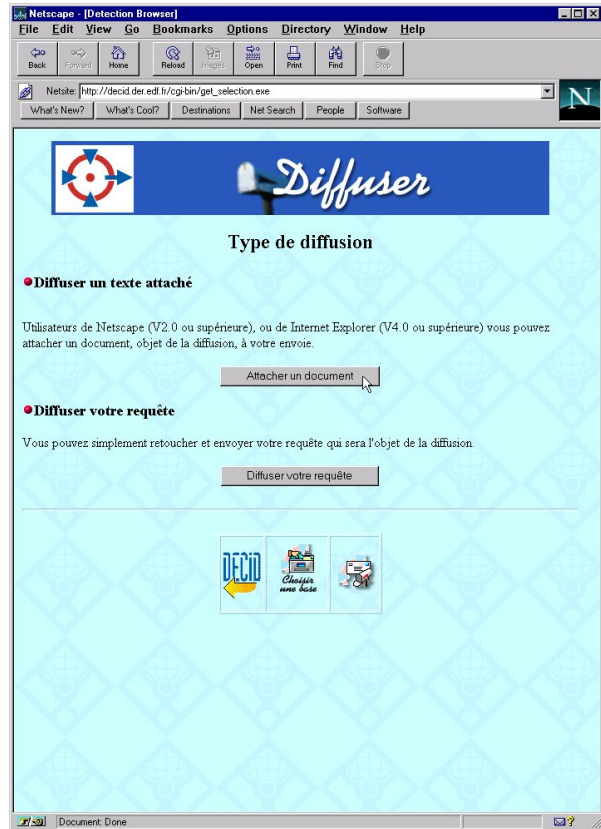 Netscape - [Detection Browser]
File Edit View Go Bookmarks Options Directory Window Help
Back Forward Home Reload Images Open Print Find Stop
Netsite: http://decid.der.edf.fr/cgi-bin/get_selection.exe
What's New? What's Cool? Destinations Net Search People Software
N
Diffuser
Type de diffusion
Diffuser un texte attaché
Utilisateurs de Netscape (V2.0 ou supérieure), ou de Internet Explorer (V4.0 ou supérieure) vous pouvez
attacher un document, objet de la diffusion, à votre envoie.
Attacher un document
Diffuser votre requête
Vous pouvez simplement retoucher et envoyer votre requête qui sera l'objet de la diffusion.
Diffuser votre requête
DECID
Choisir
une base
Document: Done